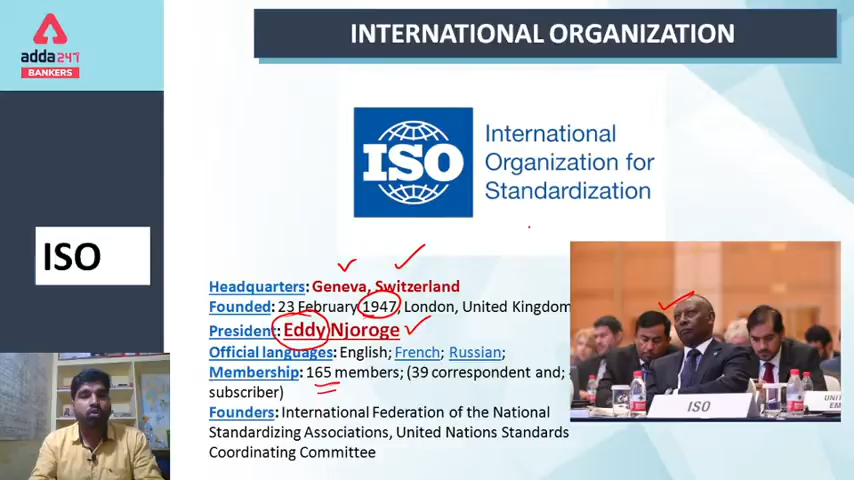 adda247
BANKERS
INTERNATIONAL ORGANIZATION
ISO
International
Organization for
Standardization
ISO
Headquarters: Geneva, Switzerland
Founded: 23 February 1947, London, United Kingdom
President: Eddy Njoroge
Official languages: English; French; Russian;
Membership: 165 members; (39 correspondent and;
subscriber)
Founders: International Federation of the National
Standardizing Associations, United Nations Standards
Coordinating Committee
ISO
UNIT
EM